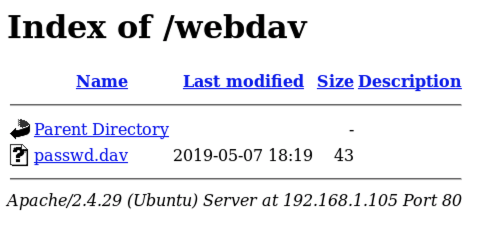 Index of /webdav
Name Last modified Size Description
Parent Directory -
passwd.dav 2019-05-07 18:19 43
Apache/2.4.29 (Ubuntu) Server at 192.168.1.105 Port 80